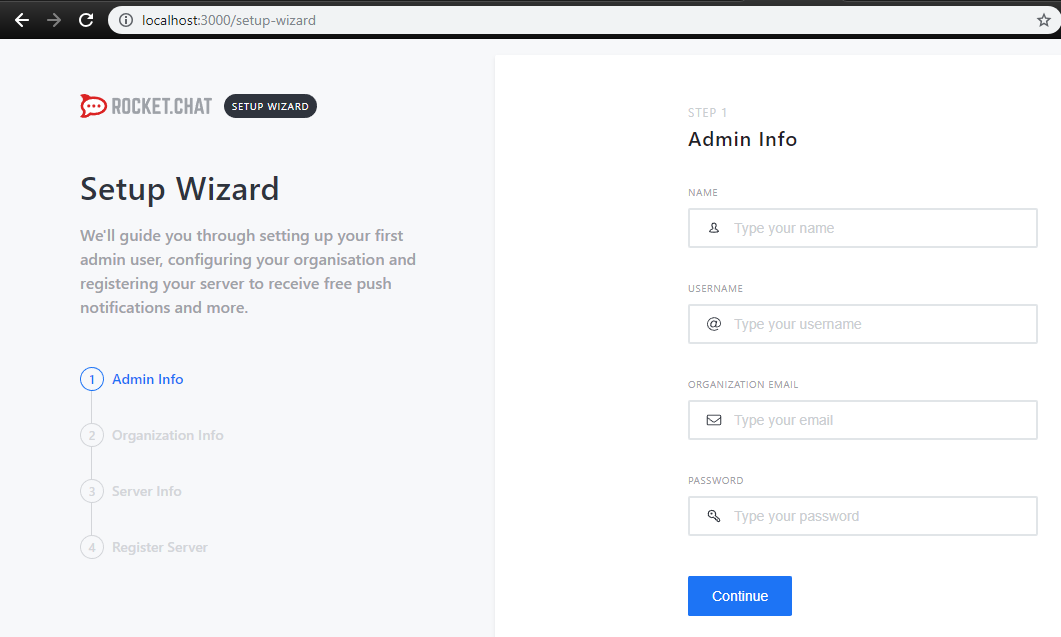 localhost:3000/setup-wizard
ROCKET.CHAT SETUP WIZARD
Setup Wizard
We'll guide you through setting up your first
admin user, configuring your organisation and
registering your server to receive free push
notifications and more.
1 Admin Info
2 Organization Info
3 Server Info
4 Register Server
STEP 1
Admin Info
NAME
Type your name
USERNAME
@ Type your username
ORGANIZATION EMAIL
Type your email
PASSWORD
Type your password
Continue